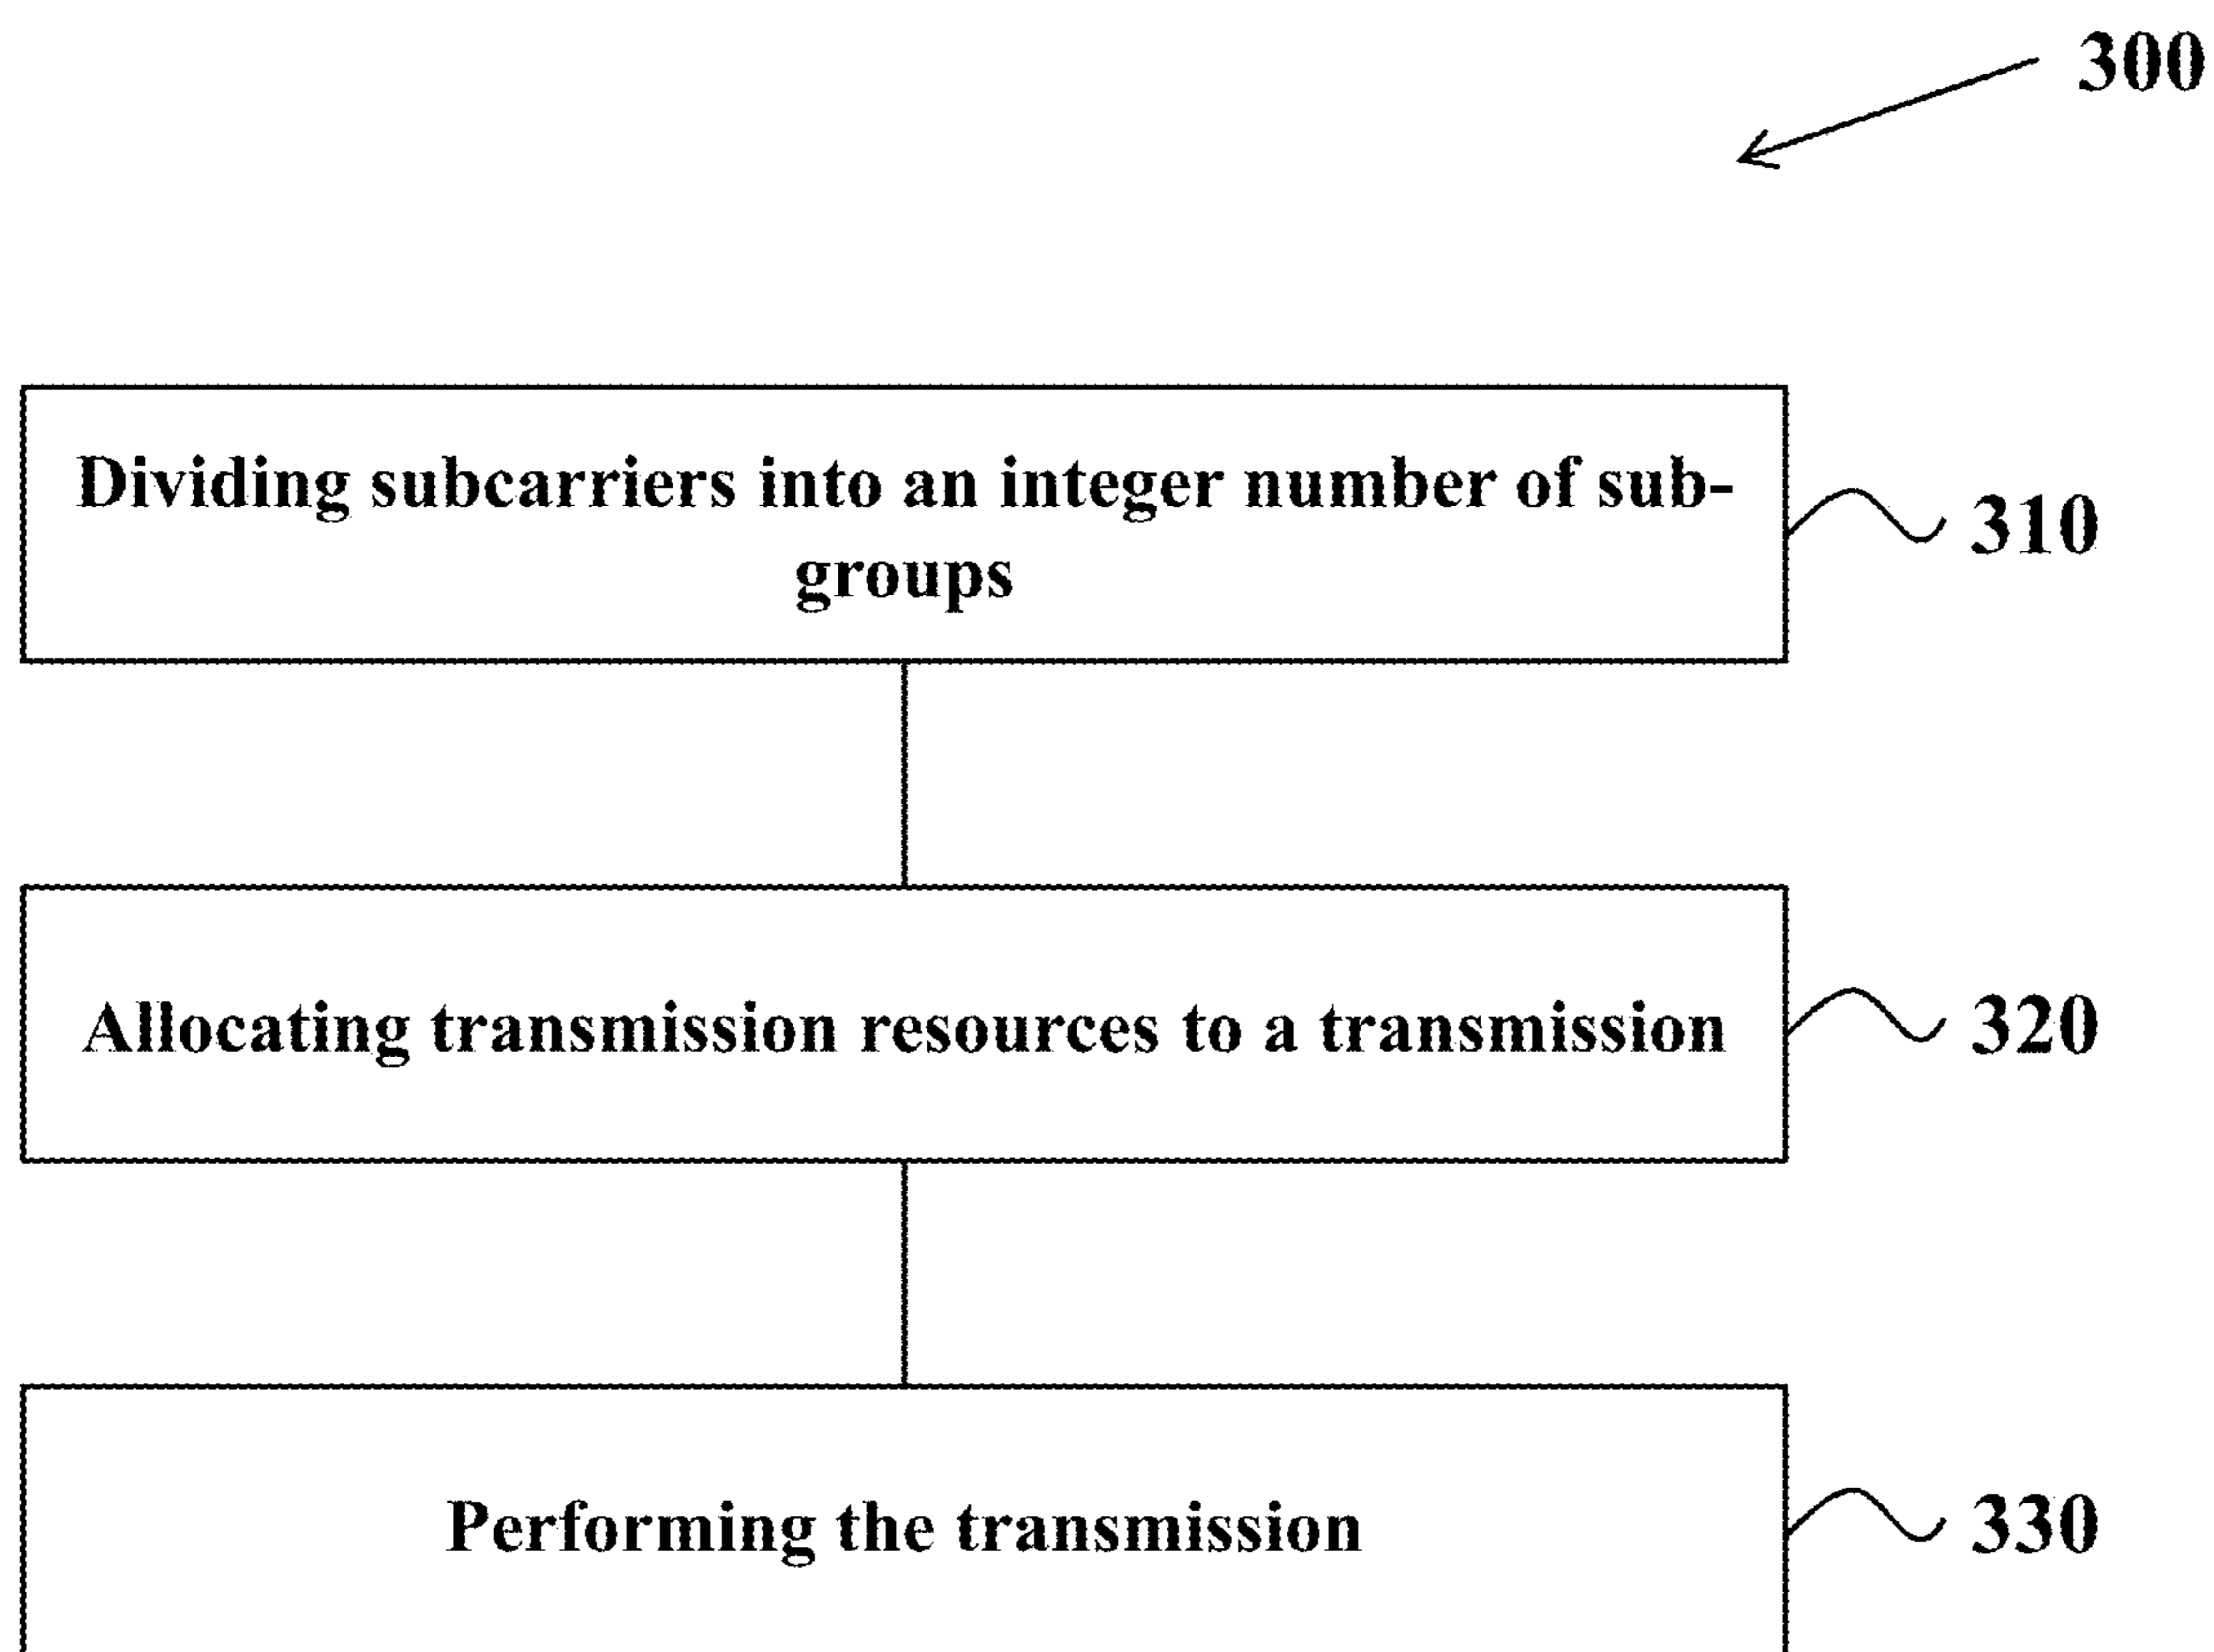 300
Dividing subcarriers into an integer number of sub-
groups
310
Allocating transmission resources to a transmission
320
Performing the transmission
330